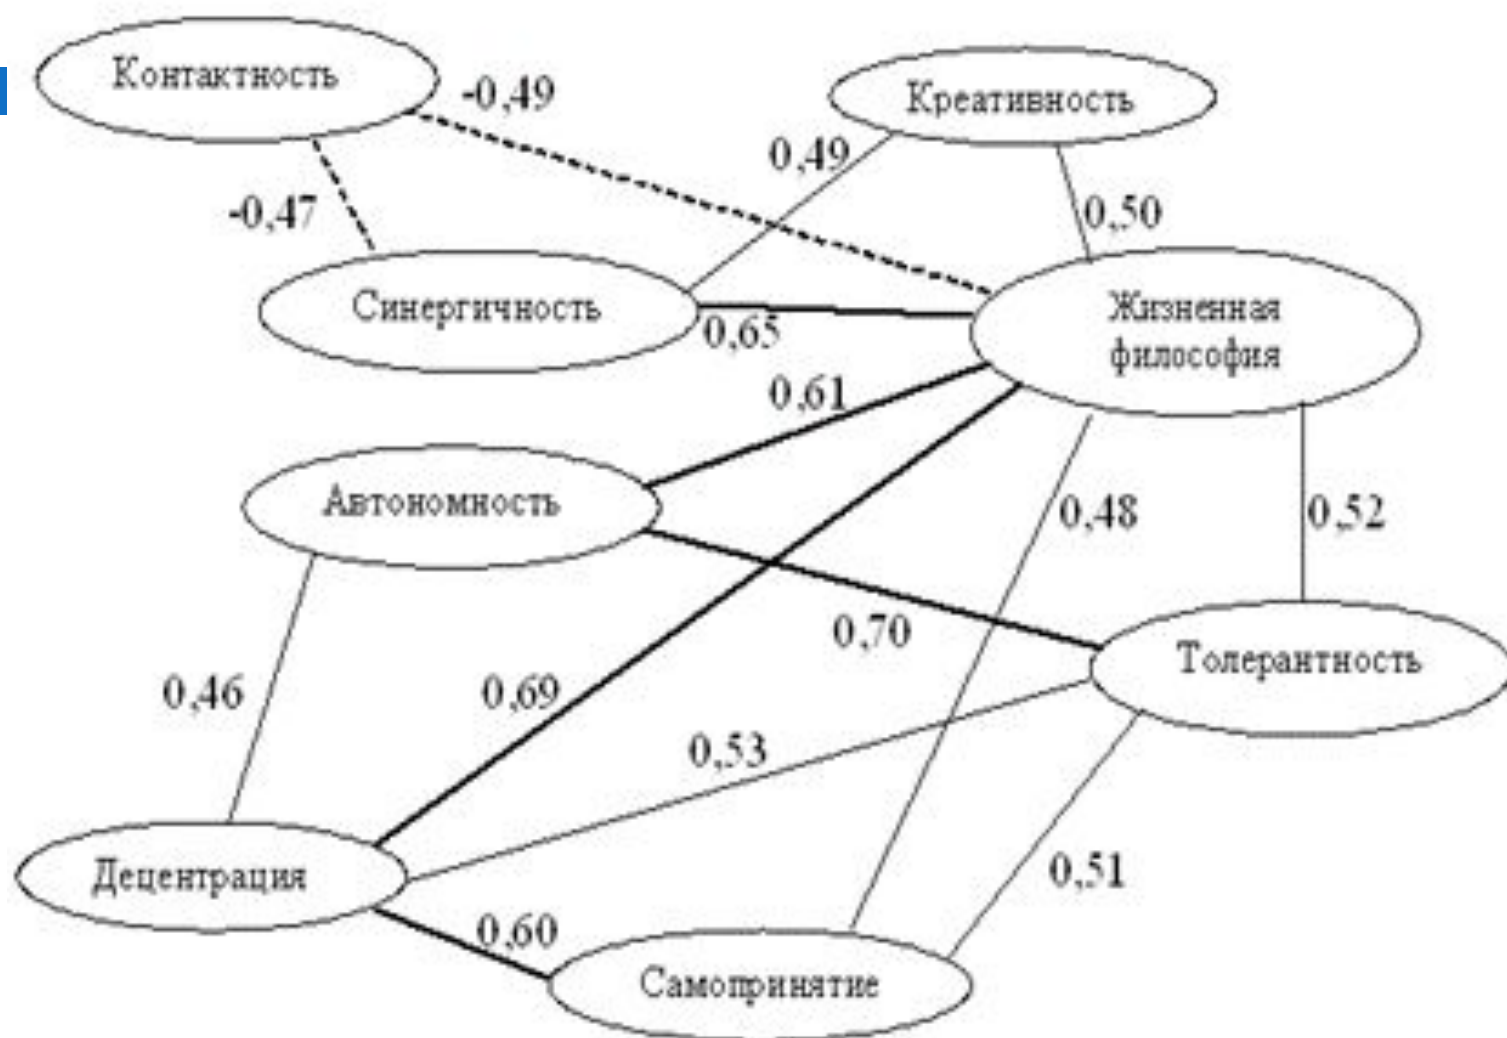 Контактность
-0,49
Креативность
0,49
-0,47
0,50
Синергичность
0,65
Жизненная
философия
0,61
Автономность
0,48
0,52
0,70
Толерантность
0,46
0,69
0,53
Децентрация
0,51
0,60
Самопринятие